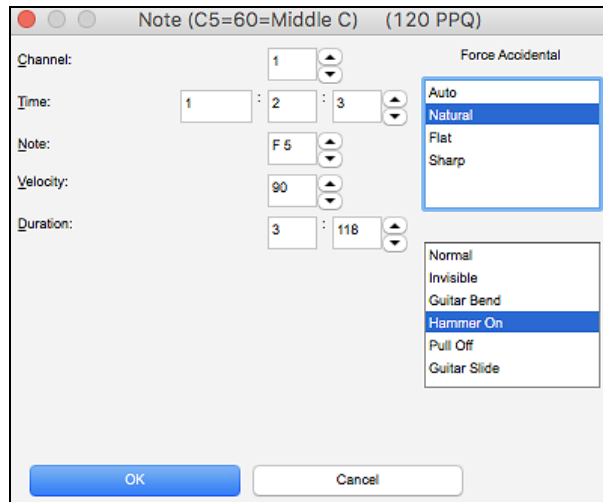 Note (C5=60=Middle C) (120 PPQ)
Channel: 1
Time: 1 : 2 : 3
Note: F 5
Velocity: 90
Duration: 3 : 118
Force Accidental
Auto
Natural
Flat
Sharp
Normal
Invisible
Guitar Bend
Hammer On
Pull Off
Guitar Slide
OK Cancel